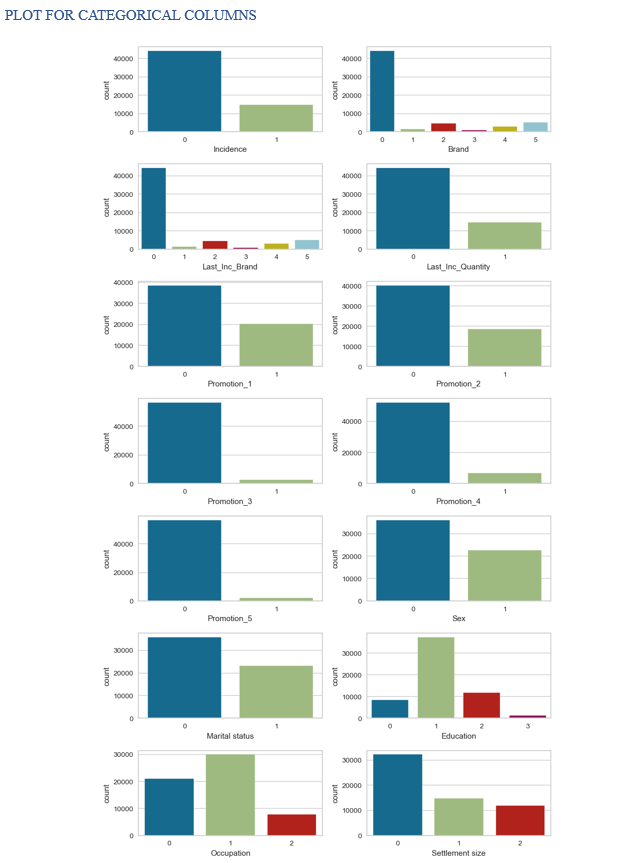 PLOT FOR CATEGORICAL COLUMNS
40000 40000
30000 30000
20000 20000
10000 10000
0 0
count count
0 1 0 1 2 3 4 5
Incidence Brand
40000 40000
30000 30000
20000 20000
10000 10000
0 0
count count
0 1 2 3 4 5 0 1
Last_Inc_Brand Last_Inc_Quantity
40000 40000
30000 30000
20000 20000
10000 10000
0 0
count count
0 1 0 1
Promotion_1 Promotion_2
40000 40000
20000 20000
0 0
count count
0 1 0 1
Promotion_3 Promotion_4
40000 30000
20000 20000
10000
0 0
count count
0 1 0 1
Promotion_5 Sex
30000 30000
20000 20000
10000 10000
0 0
count count
0 1 0 1 2 3
Marital status Education
30000 30000
20000 20000
10000 10000
0 0
count count
0 1 2 0 1 2
Occupation Settlement size